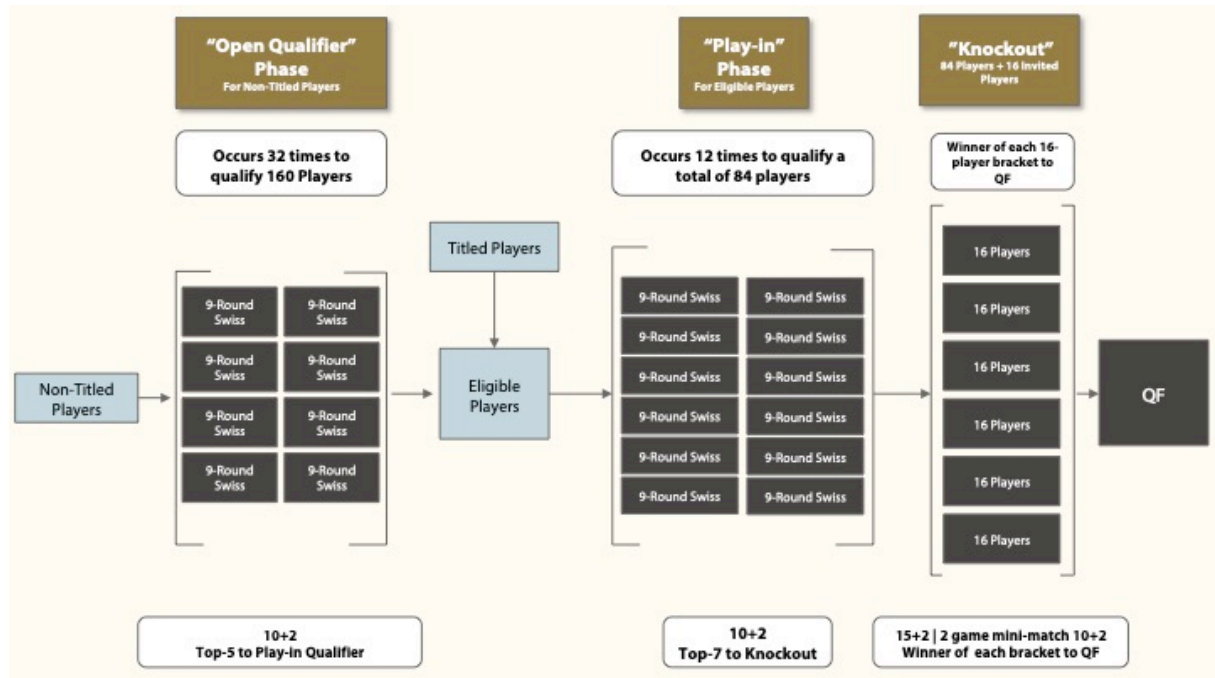 “Open Qualifier”
Phase
For Non-Titled Players
“Play-in”
Phase
For Eligible Players
”Knockout”
84 Players + 16 Invited
Players
Occurs 32 times to
qualify 160 Players
Occurs 12 times to qualify a
total of 84 players
Winner of each 16-
player bracket to
QF
Non-Titled
Players
9-Round
Swiss
9-Round
Swiss
9-Round
Swiss
9-Round
Swiss
9-Round
Swiss
9-Round
Swiss
9-Round
Swiss
9-Round
Swiss
Titled Players
Eligible
Players
9-Round Swiss
9-Round Swiss
9-Round Swiss
9-Round Swiss
9-Round Swiss
9-Round Swiss
9-Round Swiss
9-Round Swiss
9-Round Swiss
9-Round Swiss
9-Round Swiss
9-Round Swiss
16 Players
16 Players
16 Players
16 Players
16 Players
16 Players
QF
10+2
Top-5 to Play-in Qualifier
10+2
Top-7 to Knockout
15+2 | 2 game mini-match 10+2
Winner of each bracket to QF